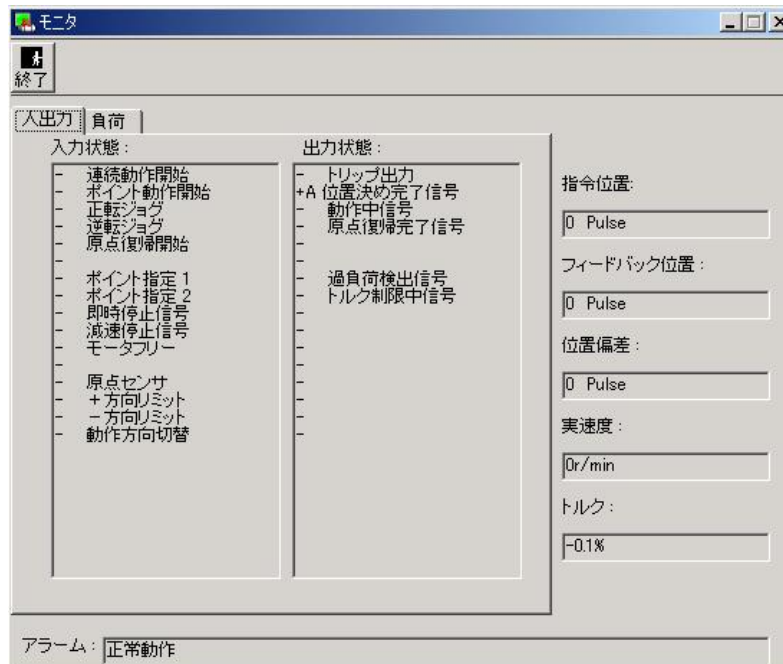 モニタ
終了
入出力 負荷
入力状態：
- 連続動作開始
- ポイント動作開始
- 正転ジョグ
- 逆転ジョグ
- 原点復帰開始
-
- ポイント指定1
- ポイント指定2
- 即時停止信号
- 減速停止信号
- モータフリー
-
- 原点センサ
- +方向リミット
- -方向リミット
- 動作方向切替
出力状態：
- トリップ出力
+A 位置決め完了信号
- 動作中信号
- 原点復帰完了信号
-
-
- 過負荷検出信号
- トルク制限中信号
-
-
-
-
-
-
-
-
指令位置:
0 Pulse
フィードバック位置：
0 Pulse
位置偏差：
0 Pulse
実速度：
0r/min
トルク：
-0.1%
アラーム：正常動作